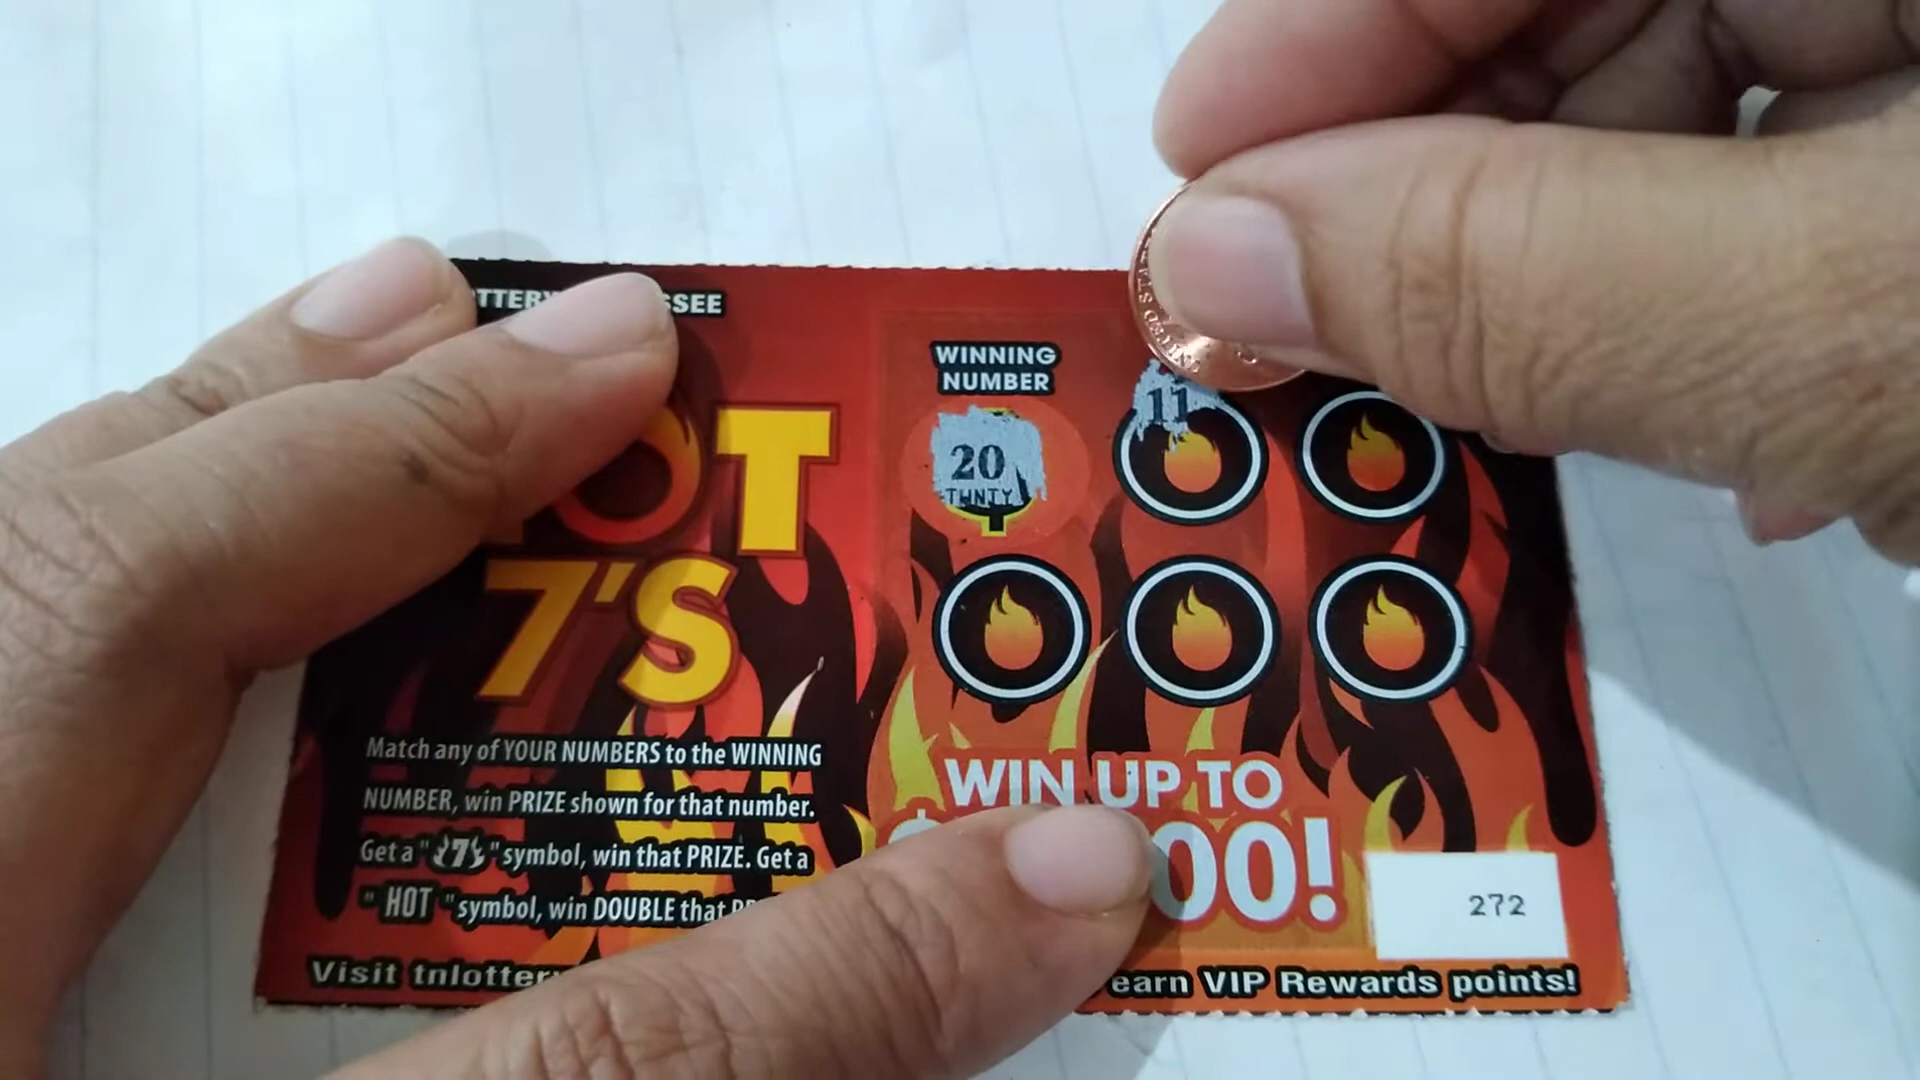 WINNING
NUMBER
11
20
TWNTY
T
7'S
Match any of YOUR NUMBERS to the WINNING
NUMBER, win PRIZE shown for that number.
Get a "7" symbol, win that PRIZE. Get a
"HOT" symbol, win DOUBLE that
WIN UP TO
00!
272
Visit
earn VIP Rewards points!